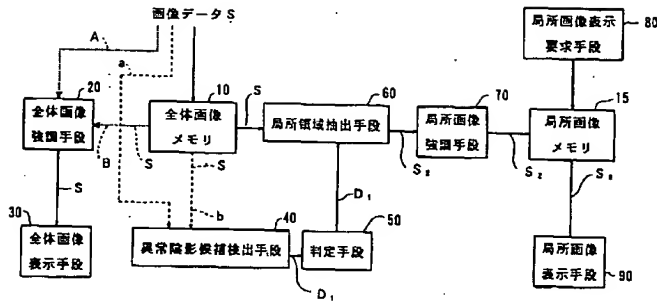 画像データS
A
a
20
全体画像
強調手段
10
全体画像
メモリ
S
B
S
S
b
S
30
全体画像
表示手段
40
異常陰影候補検出手段
D1
50
判定手段
D1
60
局所領域抽出手段
S2
70
局所画像
強調手段
S2
局所画像表示
要求手段
80
15
局所画像
メモリ
局所画像
表示手段
90